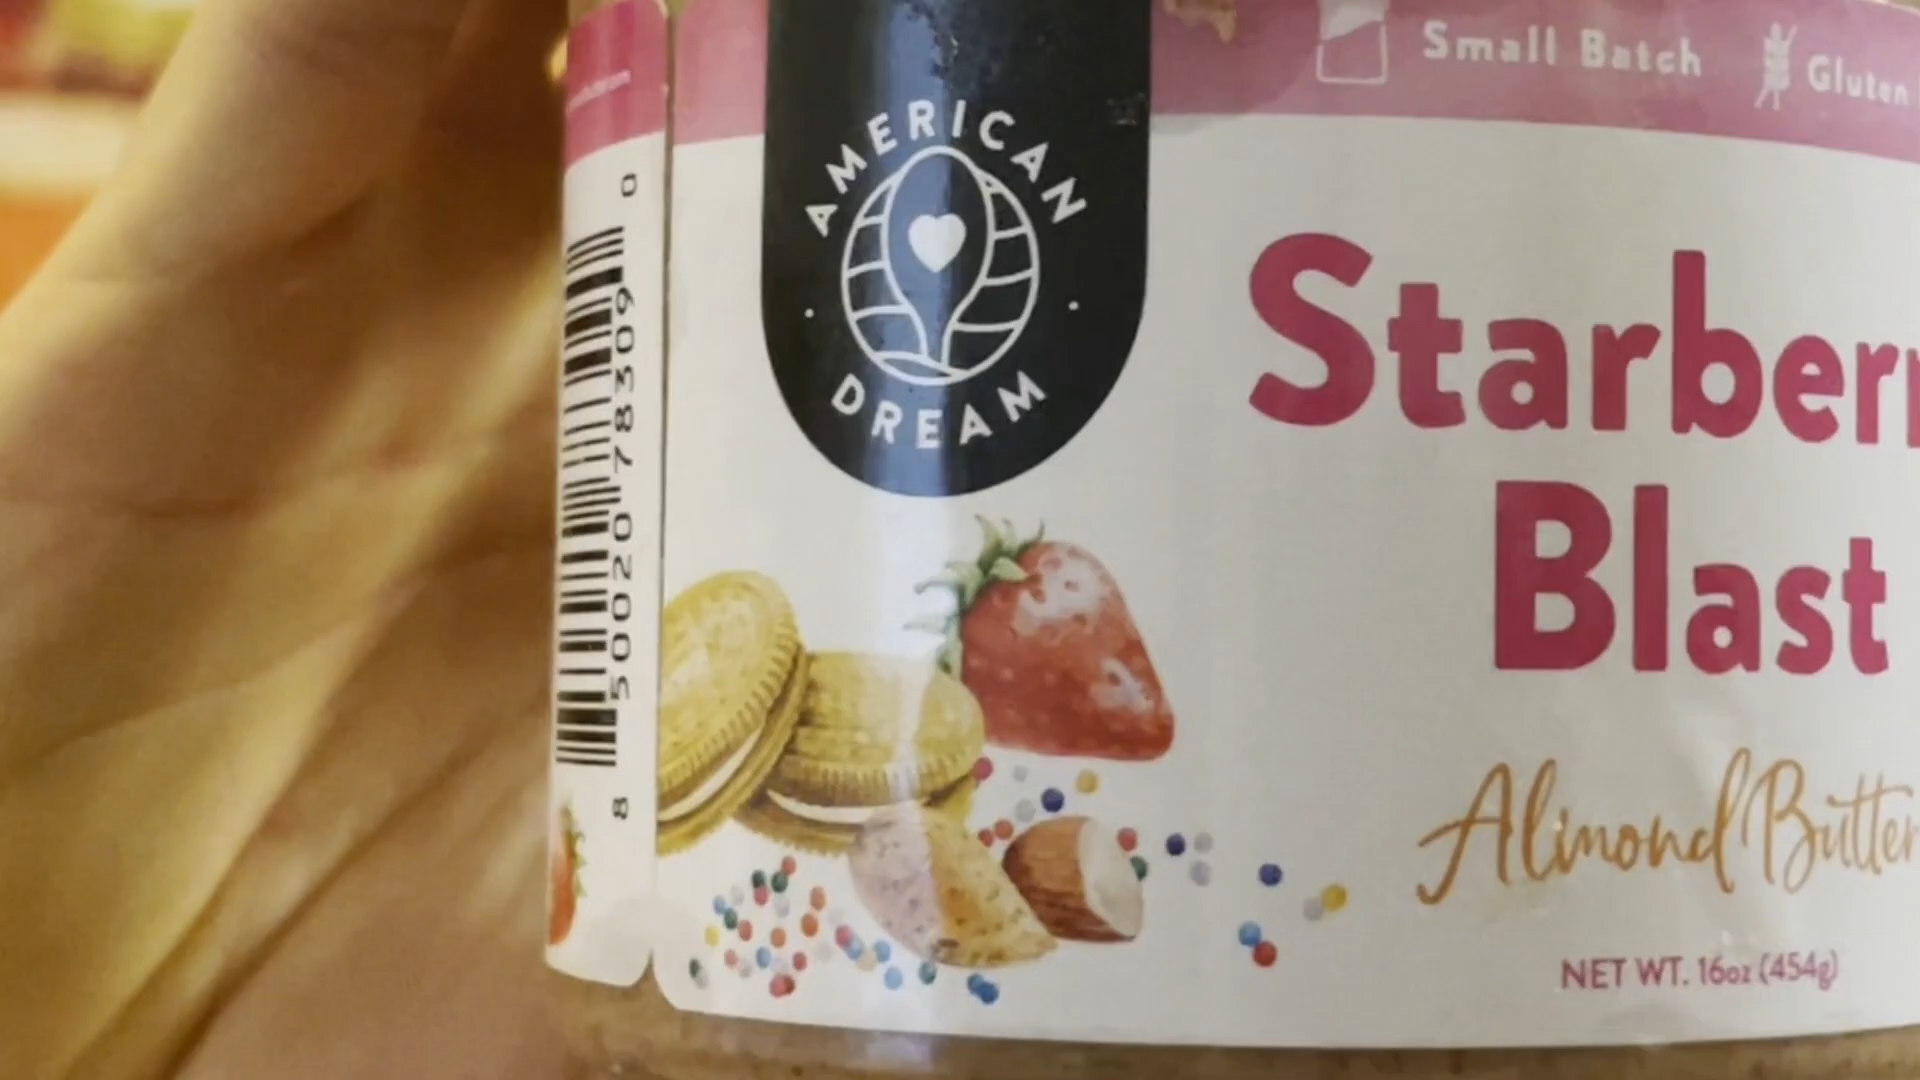 Small Batch
Gluten
AMERICAN
DREAM
Starberr
Blast
Almond Butter
NET WT. 16oz (454g)
8 50020 78309 0